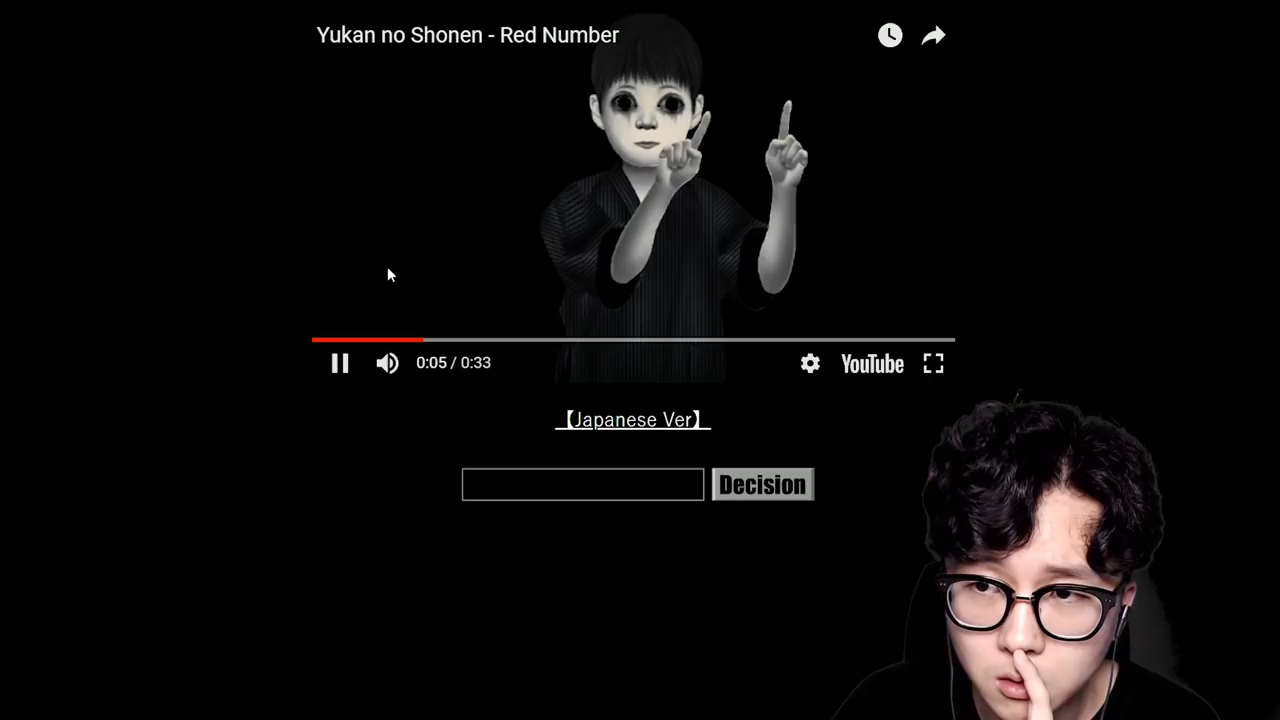 Yukan no Shonen - Red Number
0:05 / 0:33
YouTube
【Japanese Ver】
Decision